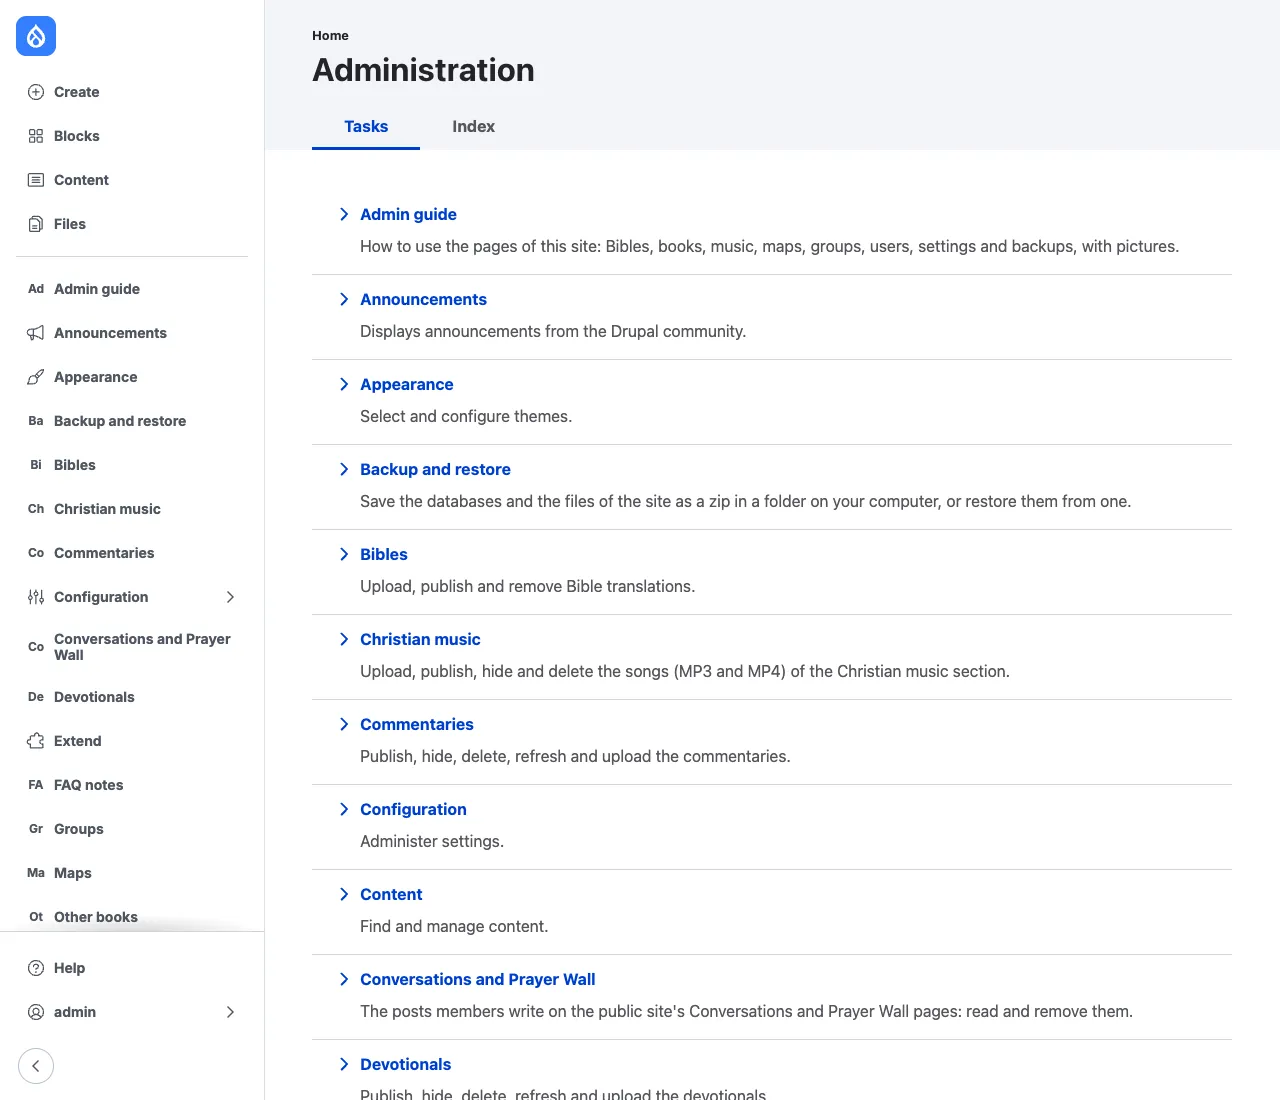 Create
Blocks
Content
Files
Ad Admin guide
Announcements
Appearance
Ba Backup and restore
Bi Bibles
Ch Christian music
Co Commentaries
Configuration
Co Conversations and Prayer
Wall
De Devotionals
Extend
FA FAQ notes
Gr Groups
Ma Maps
Ot Other books
Help
admin
Home
Administration
Tasks Index
Admin guide
How to use the pages of this site: Bibles, books, music, maps, groups, users, settings and backups, with pictures.
Announcements
Displays announcements from the Drupal community.
Appearance
Select and configure themes.
Backup and restore
Save the databases and the files of the site as a zip in a folder on your computer, or restore them from one.
Bibles
Upload, publish and remove Bible translations.
Christian music
Upload, publish, hide and delete the songs (MP3 and MP4) of the Christian music section.
Commentaries
Publish, hide, delete, refresh and upload the commentaries.
Configuration
Administer settings.
Content
Find and manage content.
Conversations and Prayer Wall
The posts members write on the public site's Conversations and Prayer Wall pages: read and remove them.
Devotionals
Publish, hide, delete, refresh and upload the devotionals